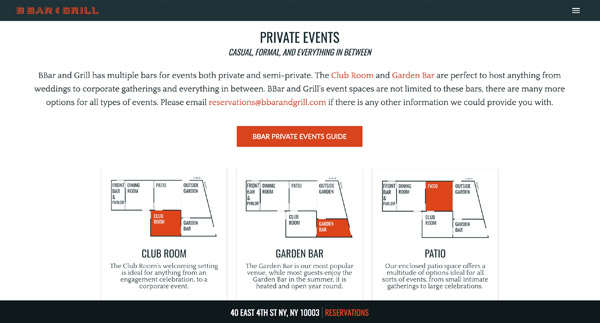 B BAR & GRILL
PRIVATE EVENTS
CASUAL, FORMAL, AND EVERYTHING IN BETWEEN
BBar and Grill has multiple bars for events both private and semi-private. The Club Room and Garden Bar are perfect to host anything from
weddings to corporate gatherings and everything in between. BBar and Grill's event spaces are not limited to these bars, there are many more
options for all types of events. Please email reservations@bbarandgrill.com if there is any other information we could provide you with.
BBAR PRIVATE EVENTS GUIDE
FRONT BAR & PARLOR
DINING ROOM
PATIO
OUTSIDE GARDEN
CLUB ROOM
GARDEN BAR
FRONT BAR & PARLOR
DINING ROOM
PATIO
OUTSIDE GARDEN
CLUB ROOM
GARDEN BAR
FRONT BAR & PARLOR
DINING ROOM
PATIO
OUTSIDE GARDEN
CLUB ROOM
GARDEN BAR
CLUB ROOM
The Club Room's welcoming setting
is ideal for anything from an
engagement celebration, to a
corporate event.
GARDEN BAR
The Garden Bar is our most popular
venue, while most guests enjoy the
Garden Bar in the summer, it is
heated and open year round.
PATIO
Our enclosed patio space offers a
multitude of options ideal for all
sorts of events, from small intimate
gatherings to large celebrations.
40 EAST 4TH ST NY, NY 10003 | RESERVATIONS